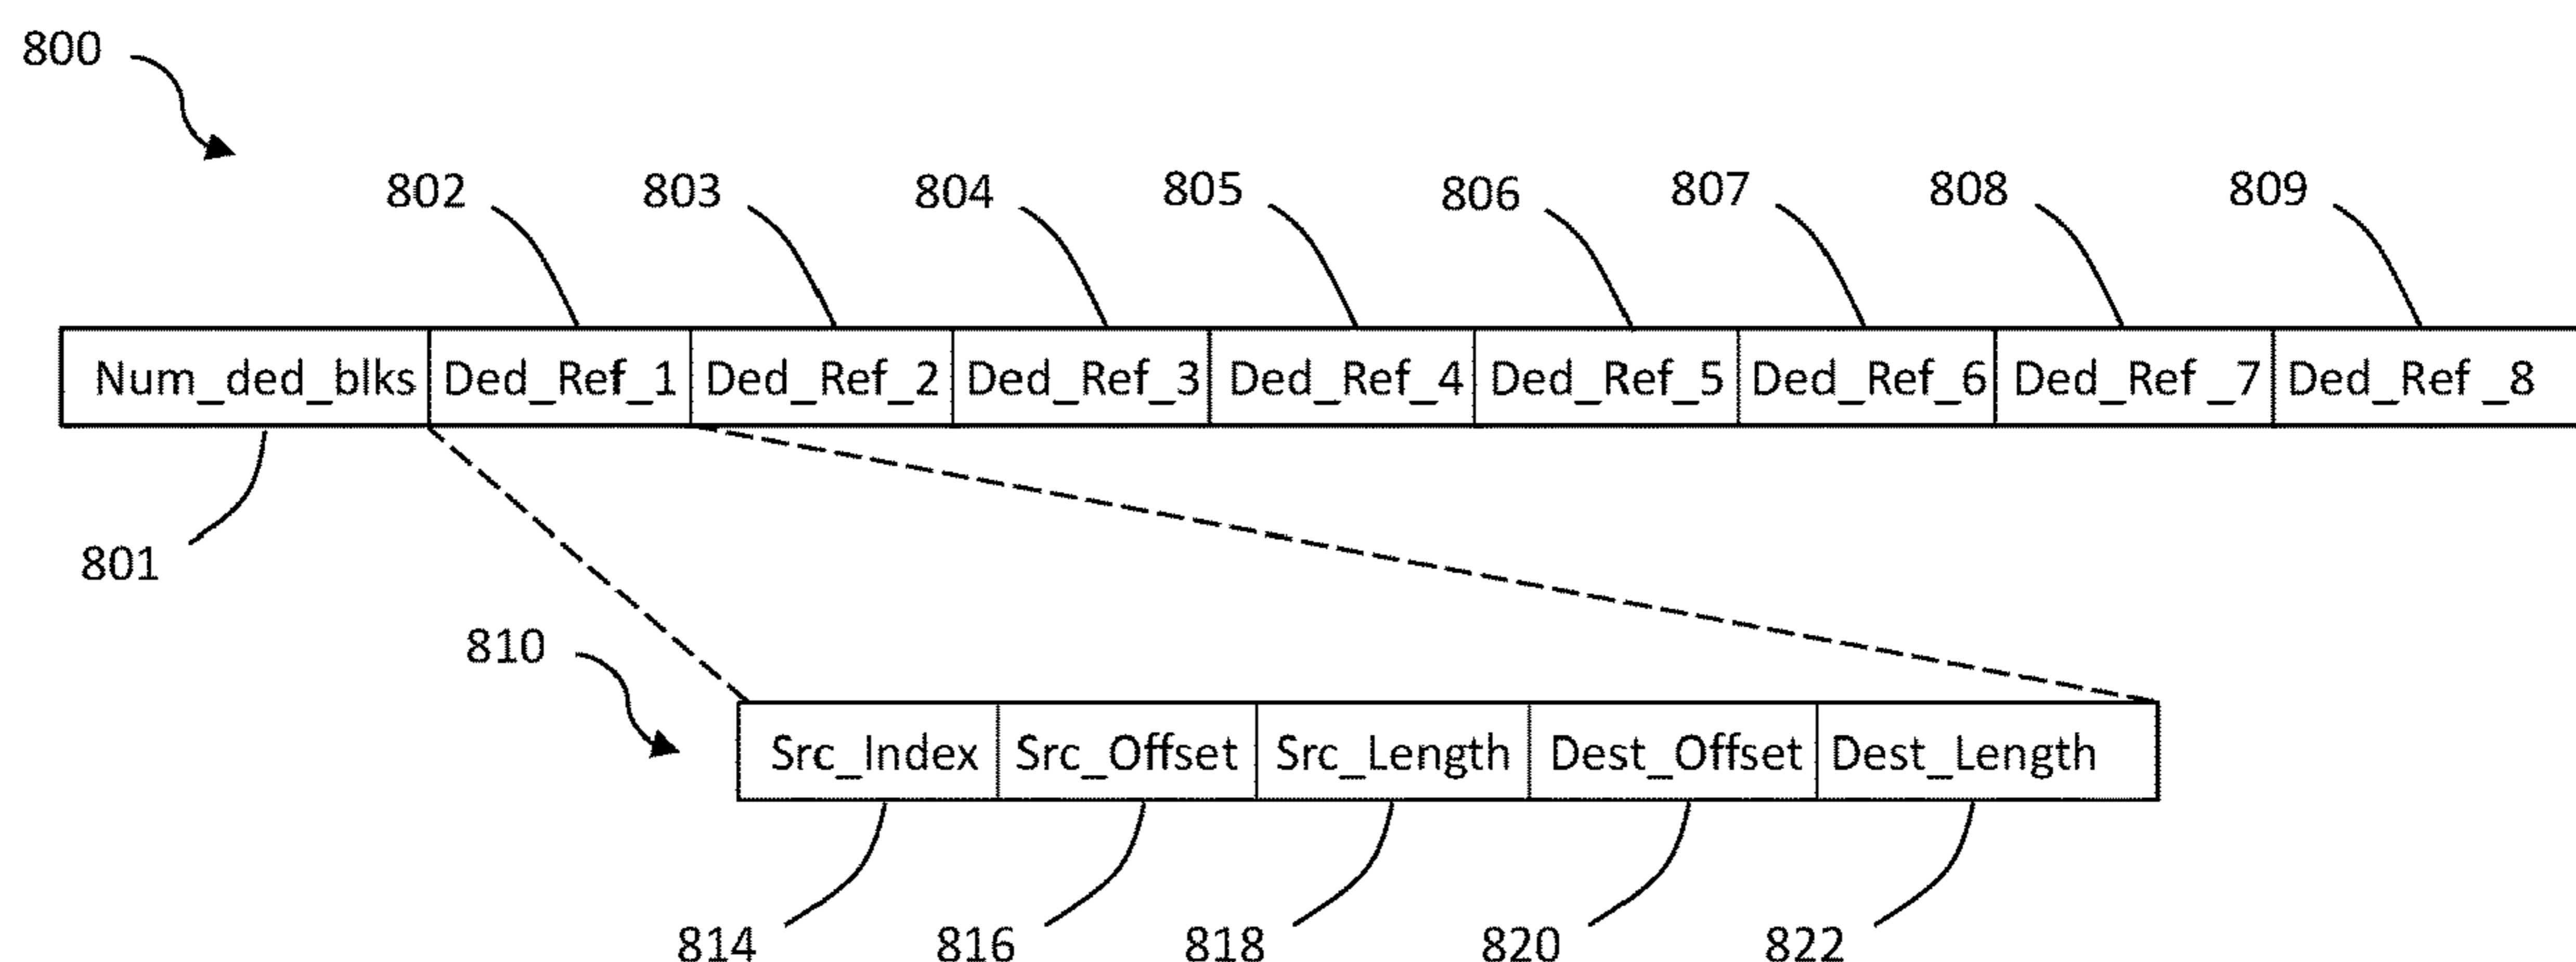 800
802 803 804 805 806 807 808 809
Num_ded_blks Ded_Ref_1 Ded_Ref_2 Ded_Ref_3 Ded_Ref_4 Ded_Ref_5 Ded_Ref_6 Ded_Ref _7 Ded_Ref _8
801
810
Src_Index Src_Offset Src_Length Dest_Offset Dest_Length
814 816 818 820 822